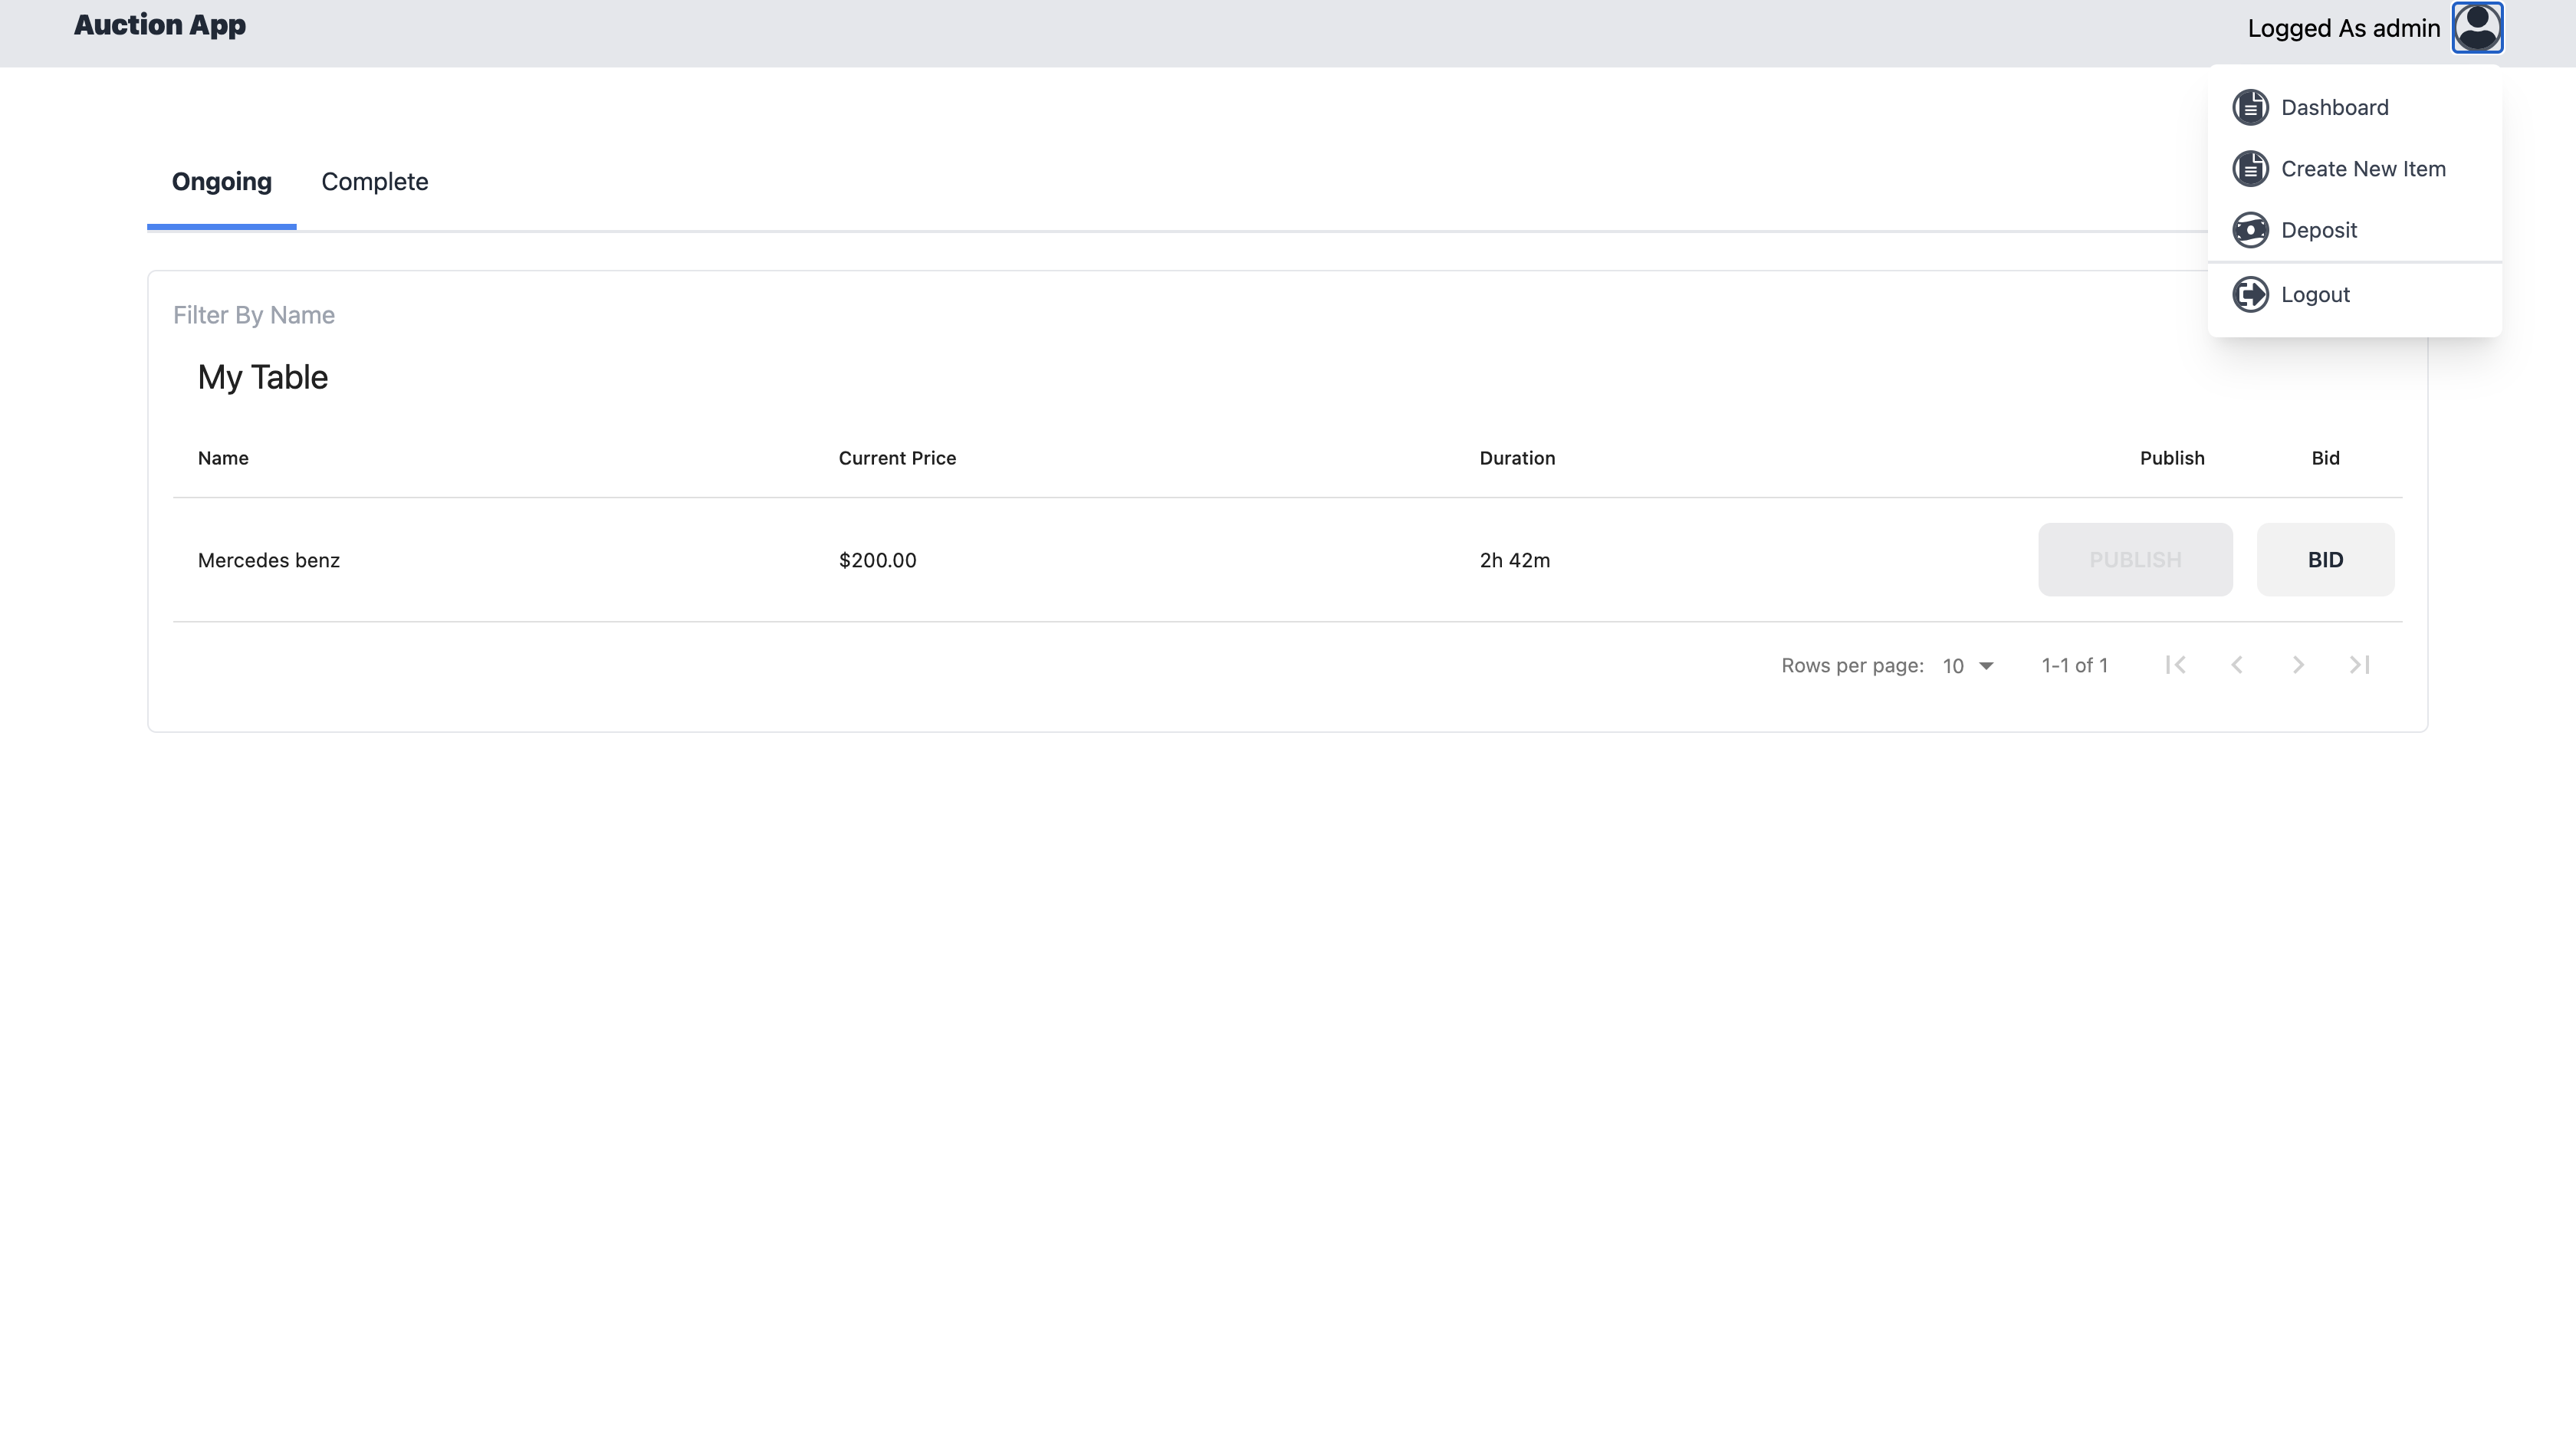 Auction App
Logged As admin
Dashboard
Create New Item
Deposit
Logout
Ongoing
Complete
Filter By Name
My Table
Name
Current Price
Duration
Publish
Bid
Mercedes benz
$200.00
2h 42m
PUBLISH
BID
Rows per page:
10
1-1 of 1